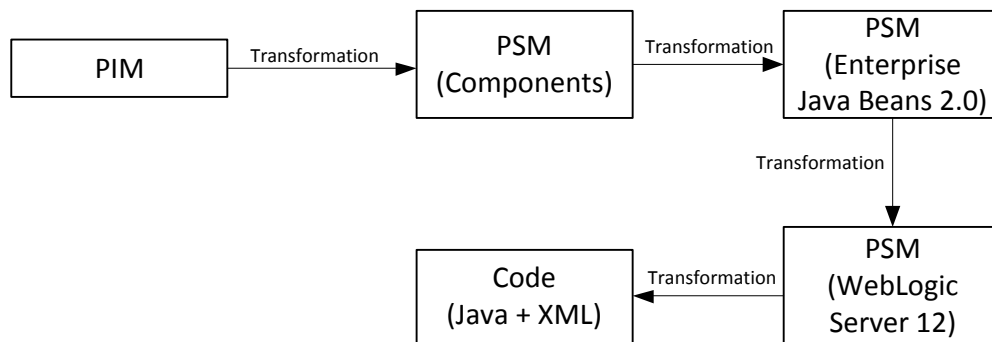 PIM
Transformation
PSM
(Components)
Transformation
PSM
(Enterprise
Java Beans 2.0)
Transformation
PSM
(WebLogic
Server 12)
Transformation
Code
(Java + XML)